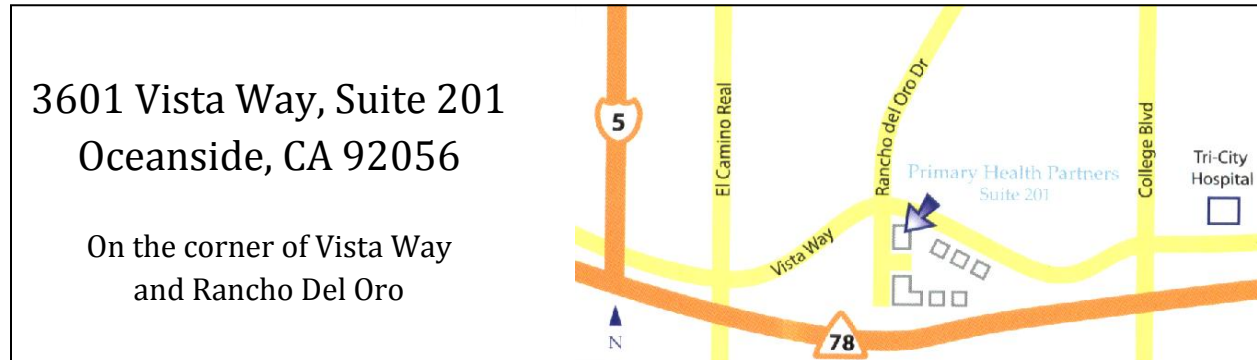 3601 Vista Way, Suite 201
Oceanside, CA 92056
On the corner of Vista Way
and Rancho Del Oro
5
El Camino Real
Rancho del Oro Dr
College Blvd
Tri-City
Hospital
Primary Health Partners
Suite 201
Vista Way
N
78